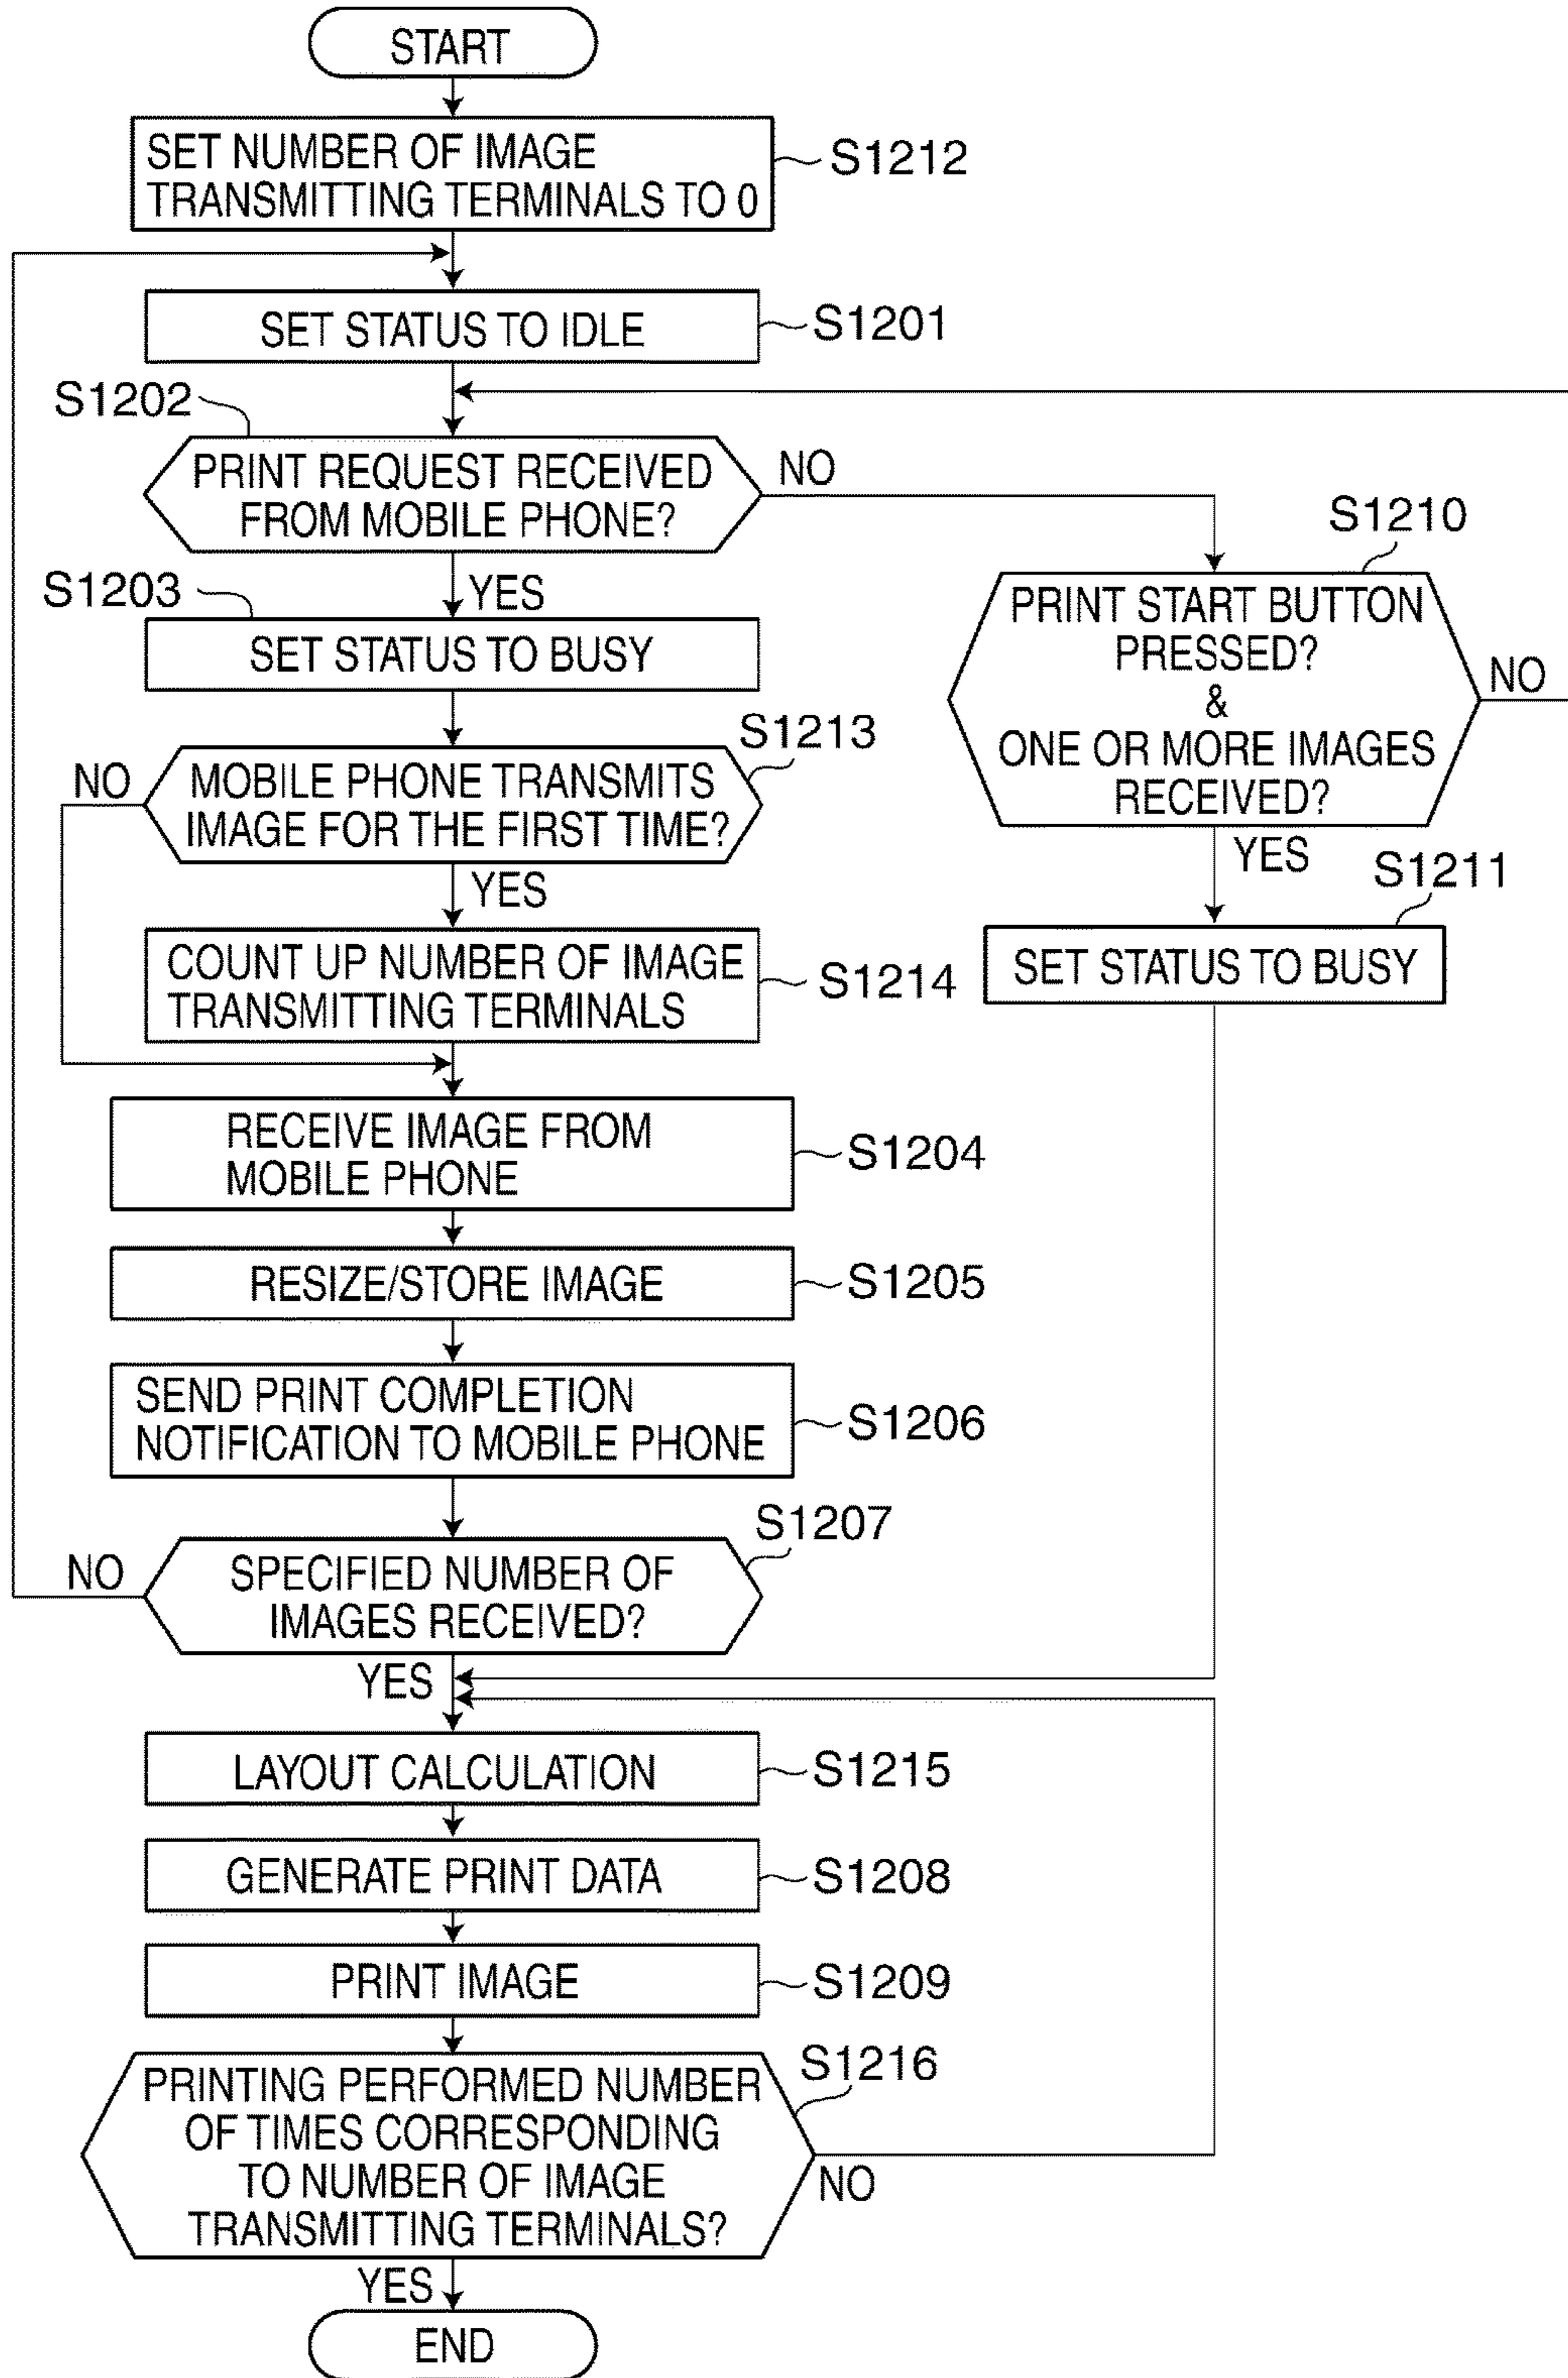 START
SET NUMBER OF IMAGE
TRANSMITTING TERMINALS TO 0
S1212
SET STATUS TO IDLE
S1201
S1202
PRINT REQUEST RECEIVED
FROM MOBILE PHONE?
NO
YES
S1210
PRINT START BUTTON
PRESSED?
&
ONE OR MORE IMAGES
RECEIVED?
NO
YES
S1203
SET STATUS TO BUSY
S1213
NO
MOBILE PHONE TRANSMITS
IMAGE FOR THE FIRST TIME?
YES
S1211
SET STATUS TO BUSY
COUNT UP NUMBER OF IMAGE
TRANSMITTING TERMINALS
S1214
RECEIVE IMAGE FROM
MOBILE PHONE
S1204
RESIZE/STORE IMAGE
S1205
SEND PRINT COMPLETION
NOTIFICATION TO MOBILE PHONE
S1206
S1207
NO
SPECIFIED NUMBER OF
IMAGES RECEIVED?
YES
LAYOUT CALCULATION
S1215
GENERATE PRINT DATA
S1208
PRINT IMAGE
S1209
S1216
PRINTING PERFORMED NUMBER
OF TIMES CORRESPONDING
TO NUMBER OF IMAGE
TRANSMITTING TERMINALS?
NO
YES
END